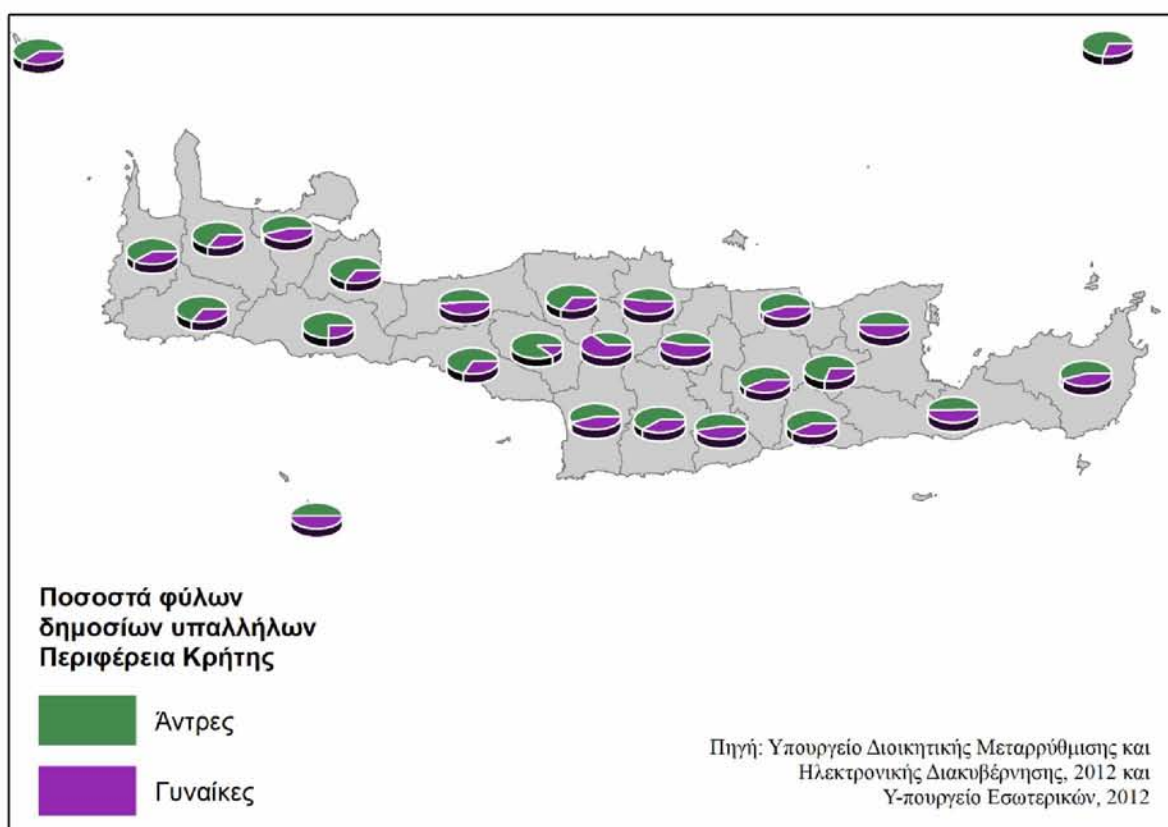 Ποσοστά φύλων
δημοσίων υπαλλήλων
Περιφέρεια Κρήτης
Άντρες
Γυναίκες
Πηγή: Υπουργείο Διοικητικής Μεταρρύθμισης και
Ηλεκτρονικής Διακυβέρνησης, 2012 και
Υ-πουργείο Εσωτερικών, 2012